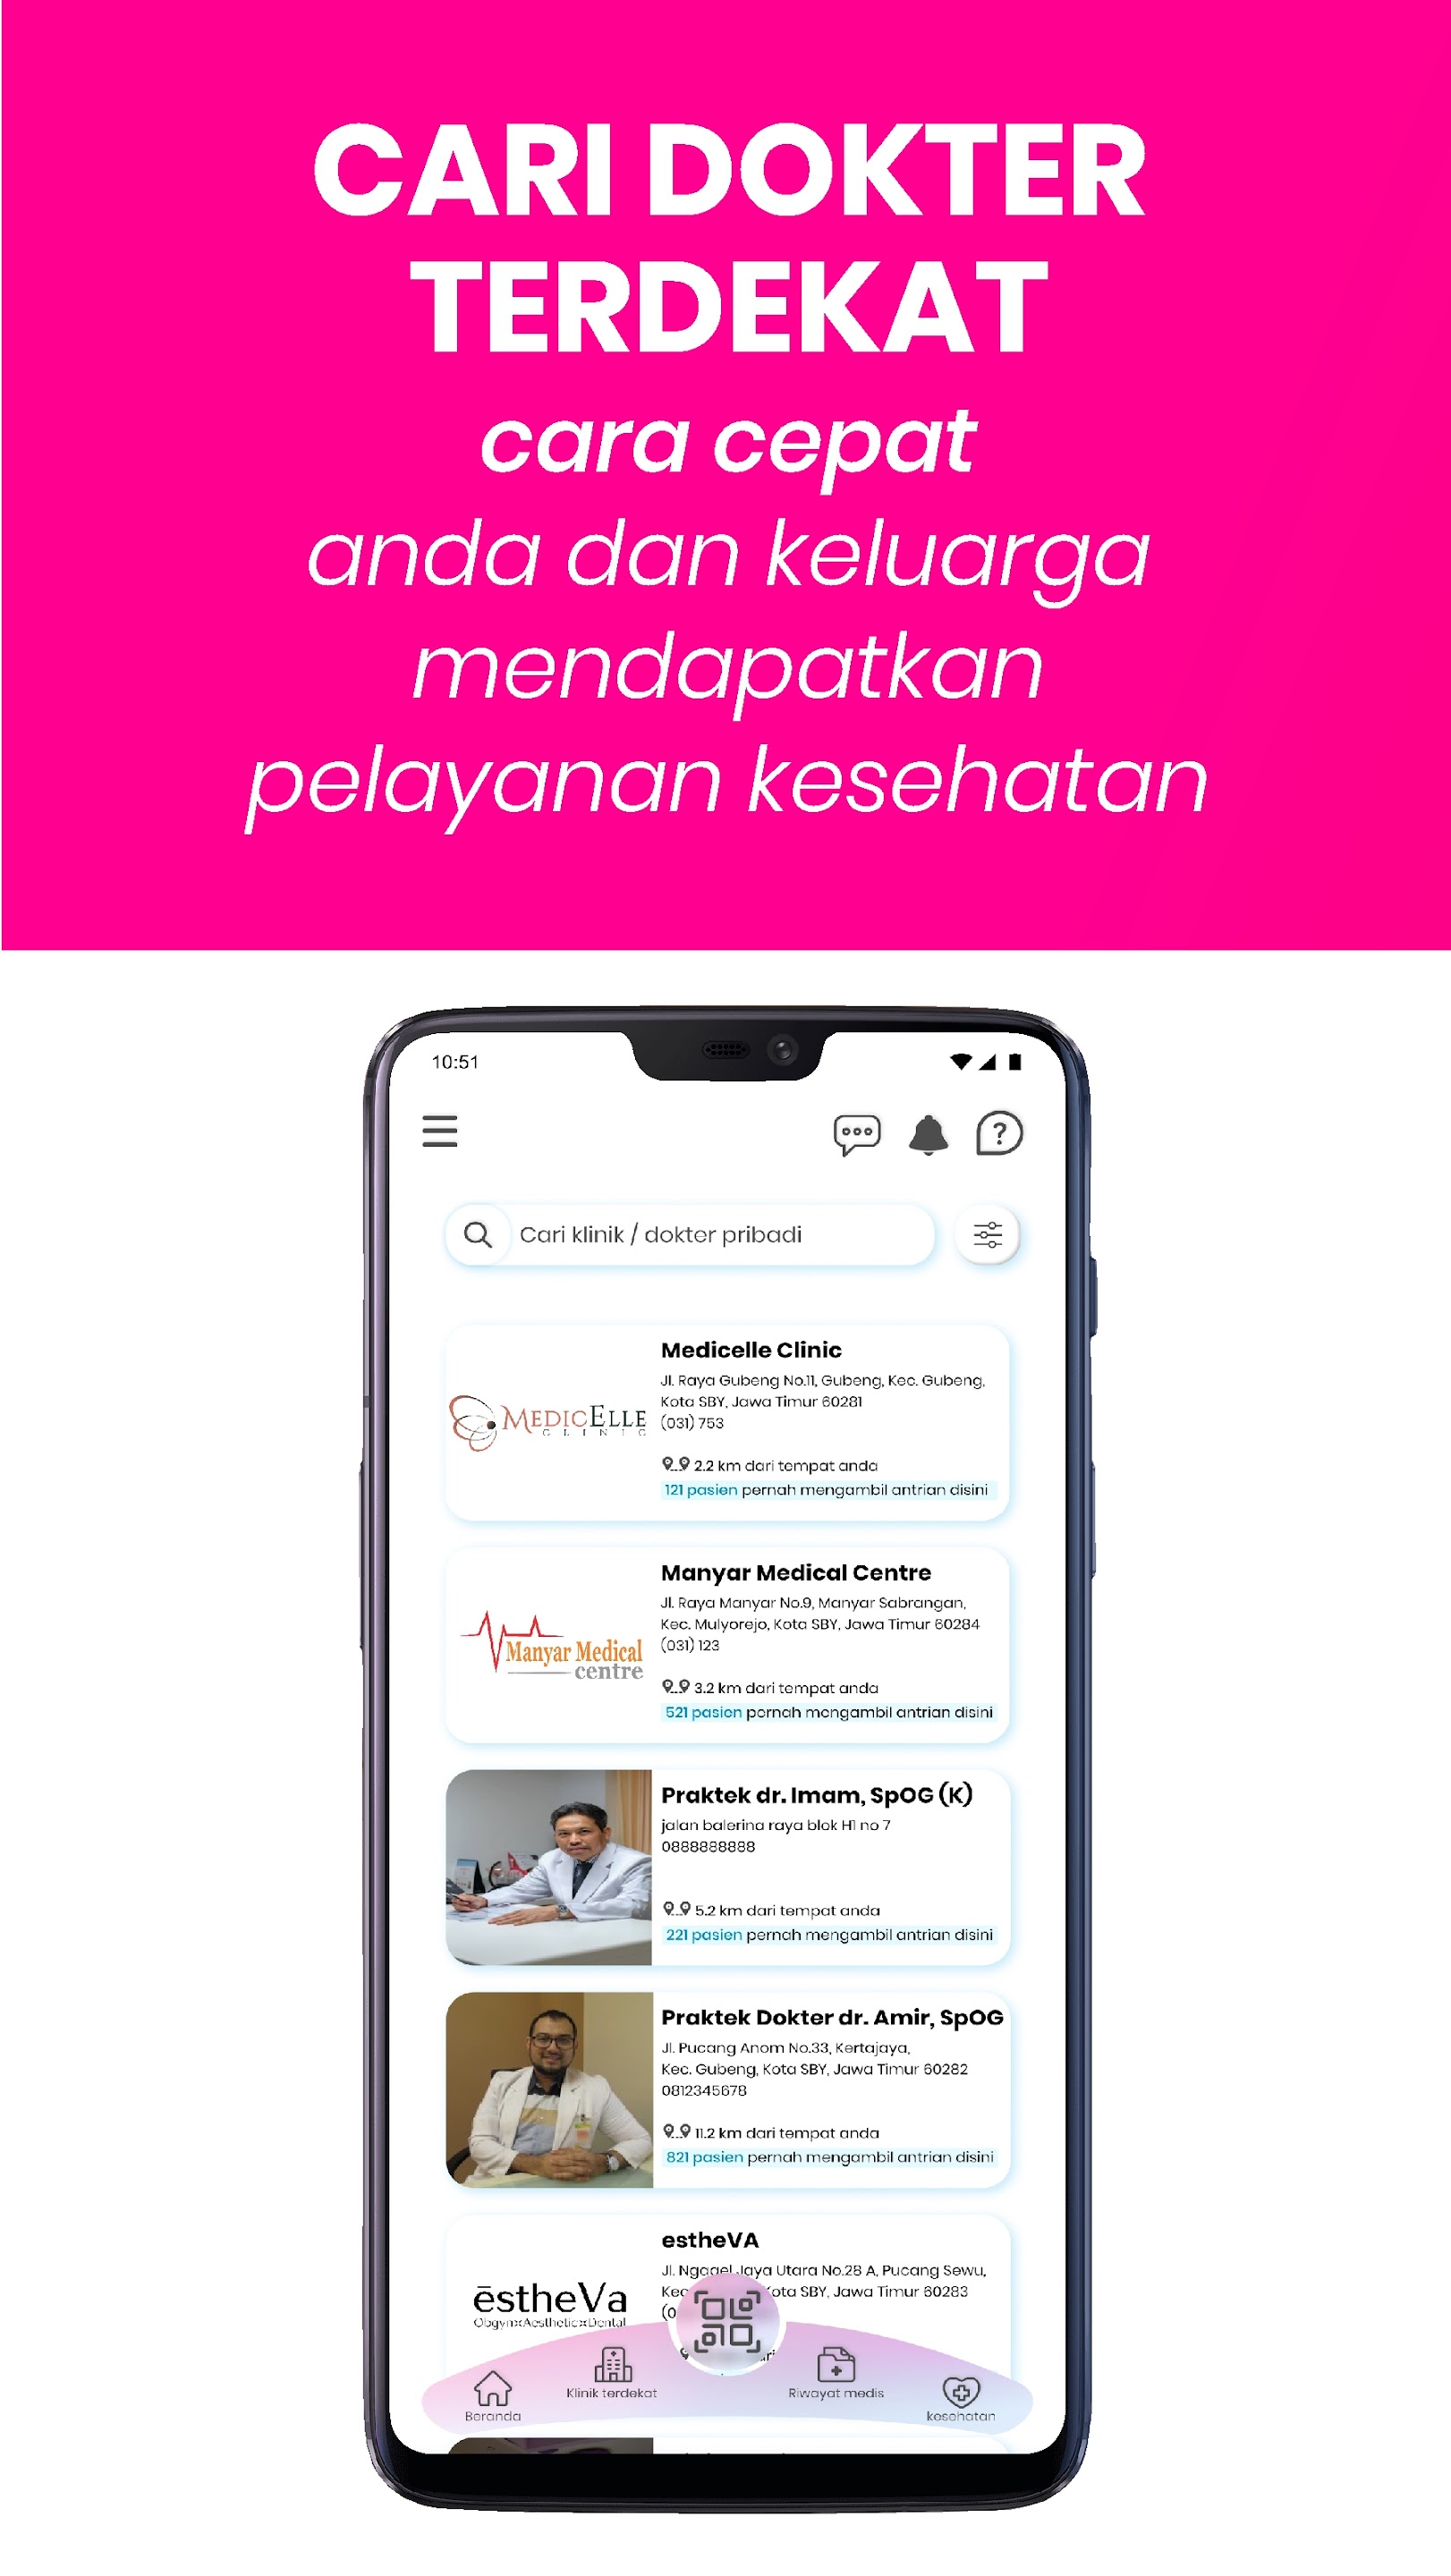 CARI DOKTER
TERDEKAT
cara cepat
anda dan keluarga
mendapatkan
pelayanan kesehatan
10:51
?
Cari klinik / dokter pribadi
Medicelle Clinic
Jl. Raya Gubeng No.11, Gubeng, Kec. Gubeng,
Kota SBY, Jawa Timur 60281
(031) 753
MEDICELLE
CLINIC
2.2 km dari tempat anda
121 pasien pernah mengambil antrian disini
Manyar Medical Centre
Jl. Raya Manyar No.9, Manyar Sabrangan,
Kec. Mulyorejo, Kota SBY, Jawa Timur 60284
(031) 123
Manyar Medical
centre
3.2 km dari tempat anda
521 pasien pernah mengambil antrian disini
Praktek dr. Imam, SpOG (K)
jalan balerina raya blok H1 no 7
0888888888
5.2 km dari tempat anda
221 pasien pernah mengambil antrian disini
Praktek Dokter dr. Amir, SpOG
Jl. Pucang Anom No.33, Kertajaya,
Kec. Gubeng, Kota SBY, Jawa Timur 60282
0812345678
11.2 km dari tempat anda
821 pasien pernah mengambil antrian disini
estheVA
Jl. Ngagel Jaya Utara No.28 A, Pucang Sewu,
Kota SBY, Jawa Timur 60283
ēstheVa
Obgyn×Aesthetic×Dental
Klinik terdekat
Riwayat medis
Beranda
kesehatan